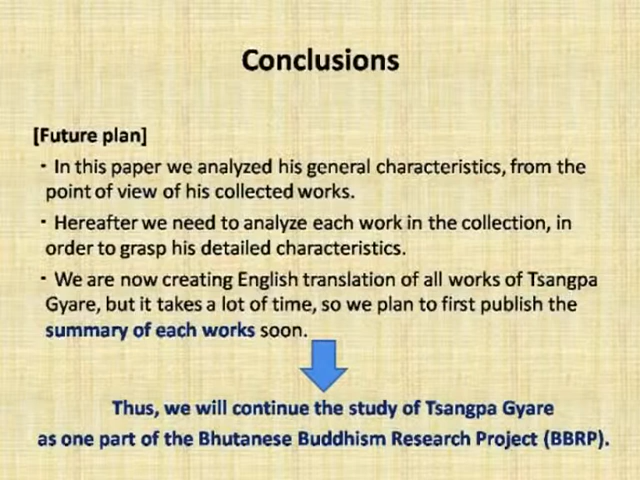 Conclusions
[Future plan]
・In this paper we analyzed his general characteristics, from the
point of view of his collected works.
・Hereafter we need to analyze each work in the collection, in
order to grasp his detailed characteristics.
・We are now creating English translation of all works of Tsangpa
Gyare, but it takes a lot of time, so we plan to first publish the
summary of each works soon.
Thus, we will continue the study of Tsangpa Gyare
as one part of the Bhutanese Buddhism Research Project (BBRP).